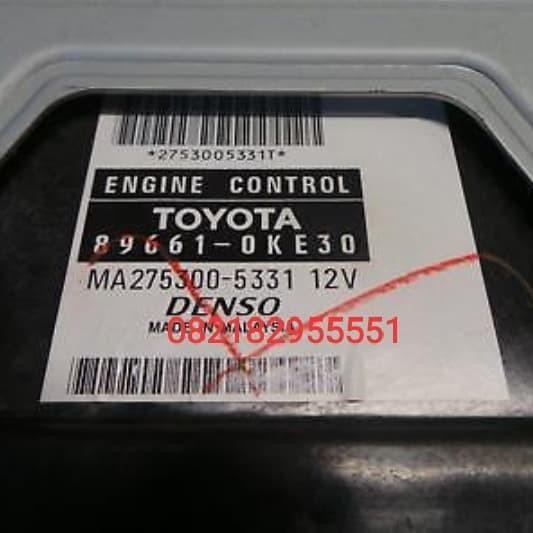 *2753005331T*
ENGINE CONTROL
TOYOTA
89661-0KE30
MA275300-5331 12V
DENSO
MADE IN MALAYSIA
082182955551